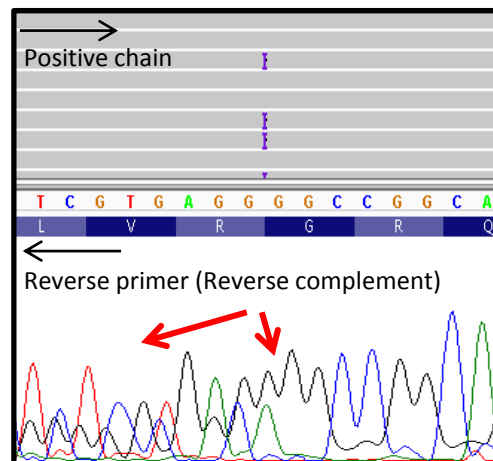 Positive chain
T C G T G A G G G G C C G G C A
L V R G R Q
Reverse primer (Reverse complement)